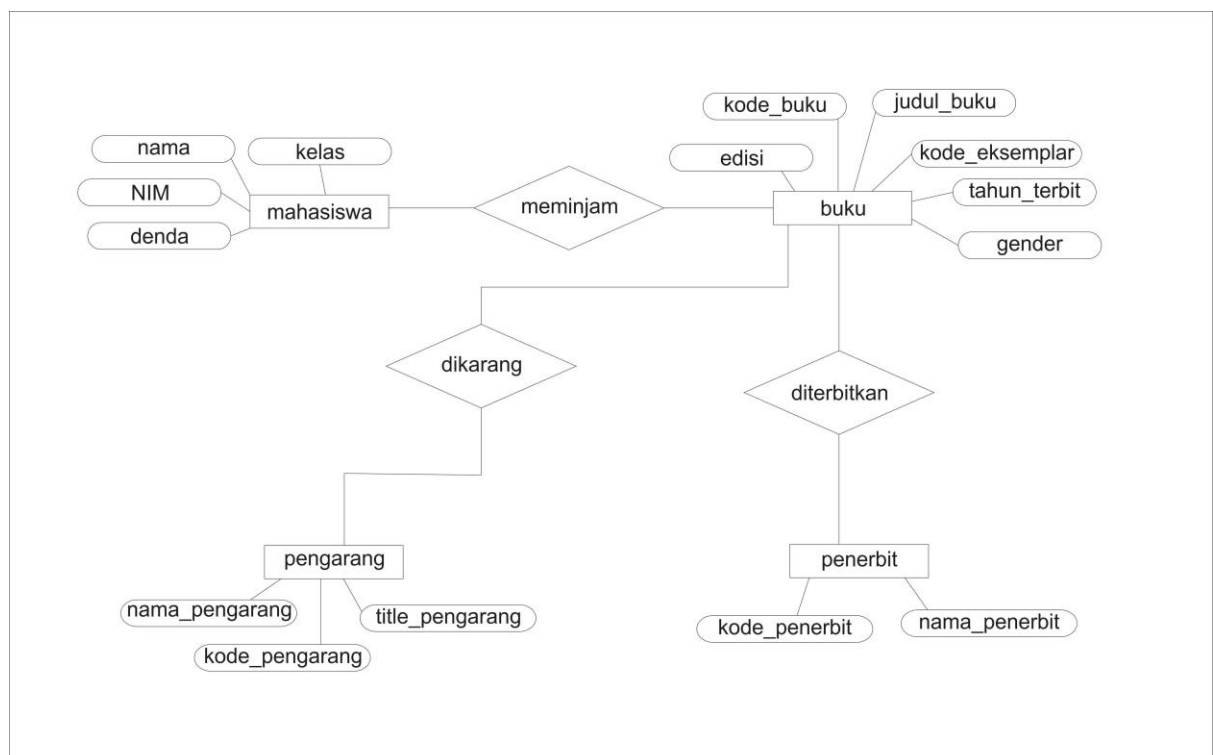 kode_buku
judul_buku
nama
kelas
edisi
kode_eksemplar
NIM
tahun_terbit
mahasiswa
meminjam
buku
denda
gender
dikarang
diterbitkan
pengarang
penerbit
nama_pengarang
title_pengarang
kode_pengarang
kode_penerbit
nama_penerbit